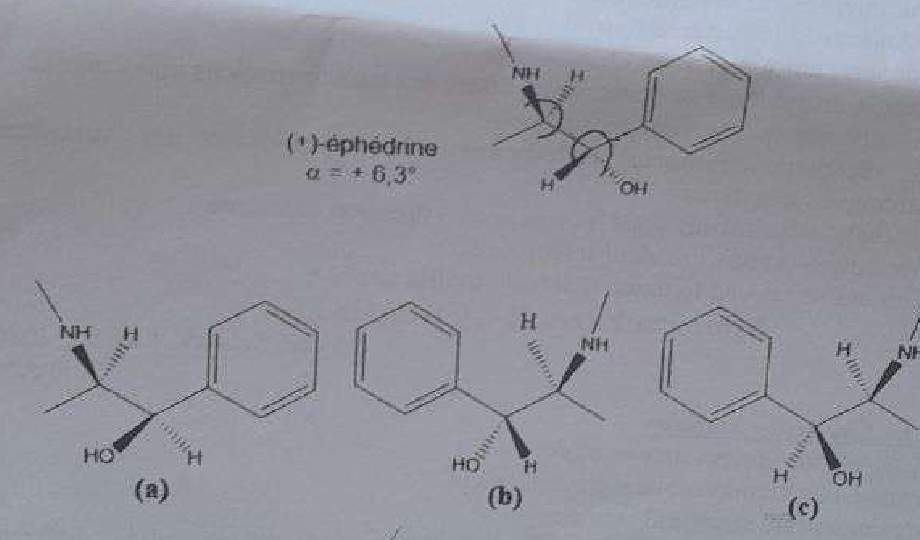 NH
H
(+)-éphédrine
α = + 6,3°
H
OH
NH
H
HO
H
(a)
H
NH
HO
H
(b)
H
NH
H
OH
(c)